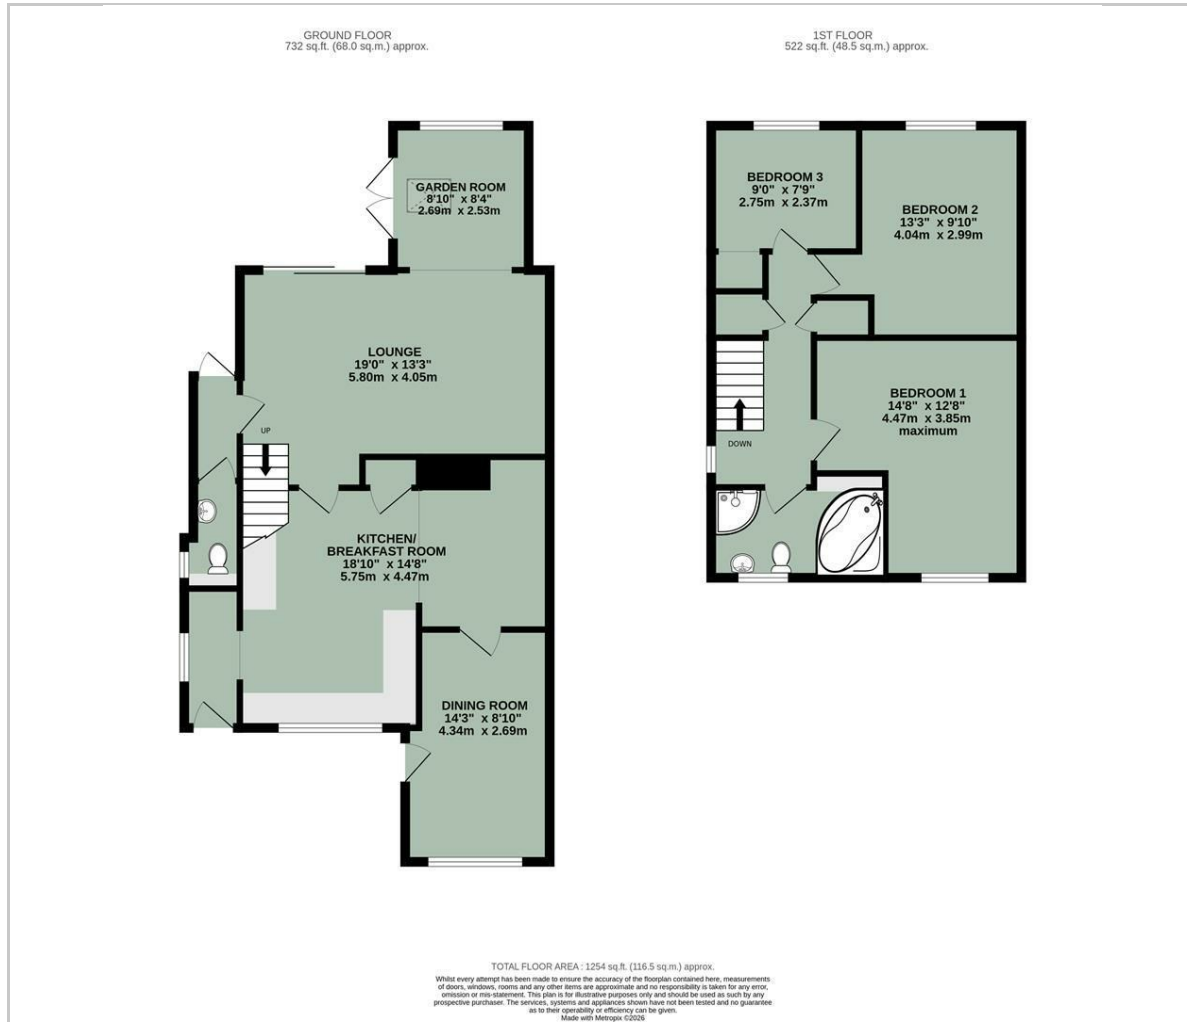 GROUND FLOOR
732 sq.ft. (68.0 sq.m.) approx.
1ST FLOOR
522 sq.ft. (48.5 sq.m.) approx.
GARDEN ROOM
8'10" x 8'4"
2.69m x 2.53m
LOUNGE
19'0" x 13'3"
5.80m x 4.05m
UP
KITCHEN/
BREAKFAST ROOM
18'10" x 14'8"
5.75m x 4.47m
DINING ROOM
14'3" x 8'10"
4.34m x 2.69m
BEDROOM 3
9'0" x 7'9"
2.75m x 2.37m
BEDROOM 2
13'3" x 9'10"
4.04m x 2.99m
BEDROOM 1
14'8" x 12'8"
4.47m x 3.85m
maximum
DOWN
TOTAL FLOOR AREA : 1254 sq.ft. (116.5 sq.m.) approx.
Whilst every attempt has been made to ensure the accuracy of the floorplan contained here, measurements
of doors, windows, rooms and any other items are approximate and no responsibility is taken for any error,
omission or mis-statement. This plan is for illustrative purposes only and should be used as such by any
prospective purchaser. The services, systems and appliances shown have not been tested and no guarantee
as to their operability or efficiency can be given.
Made with Metropix ©2026